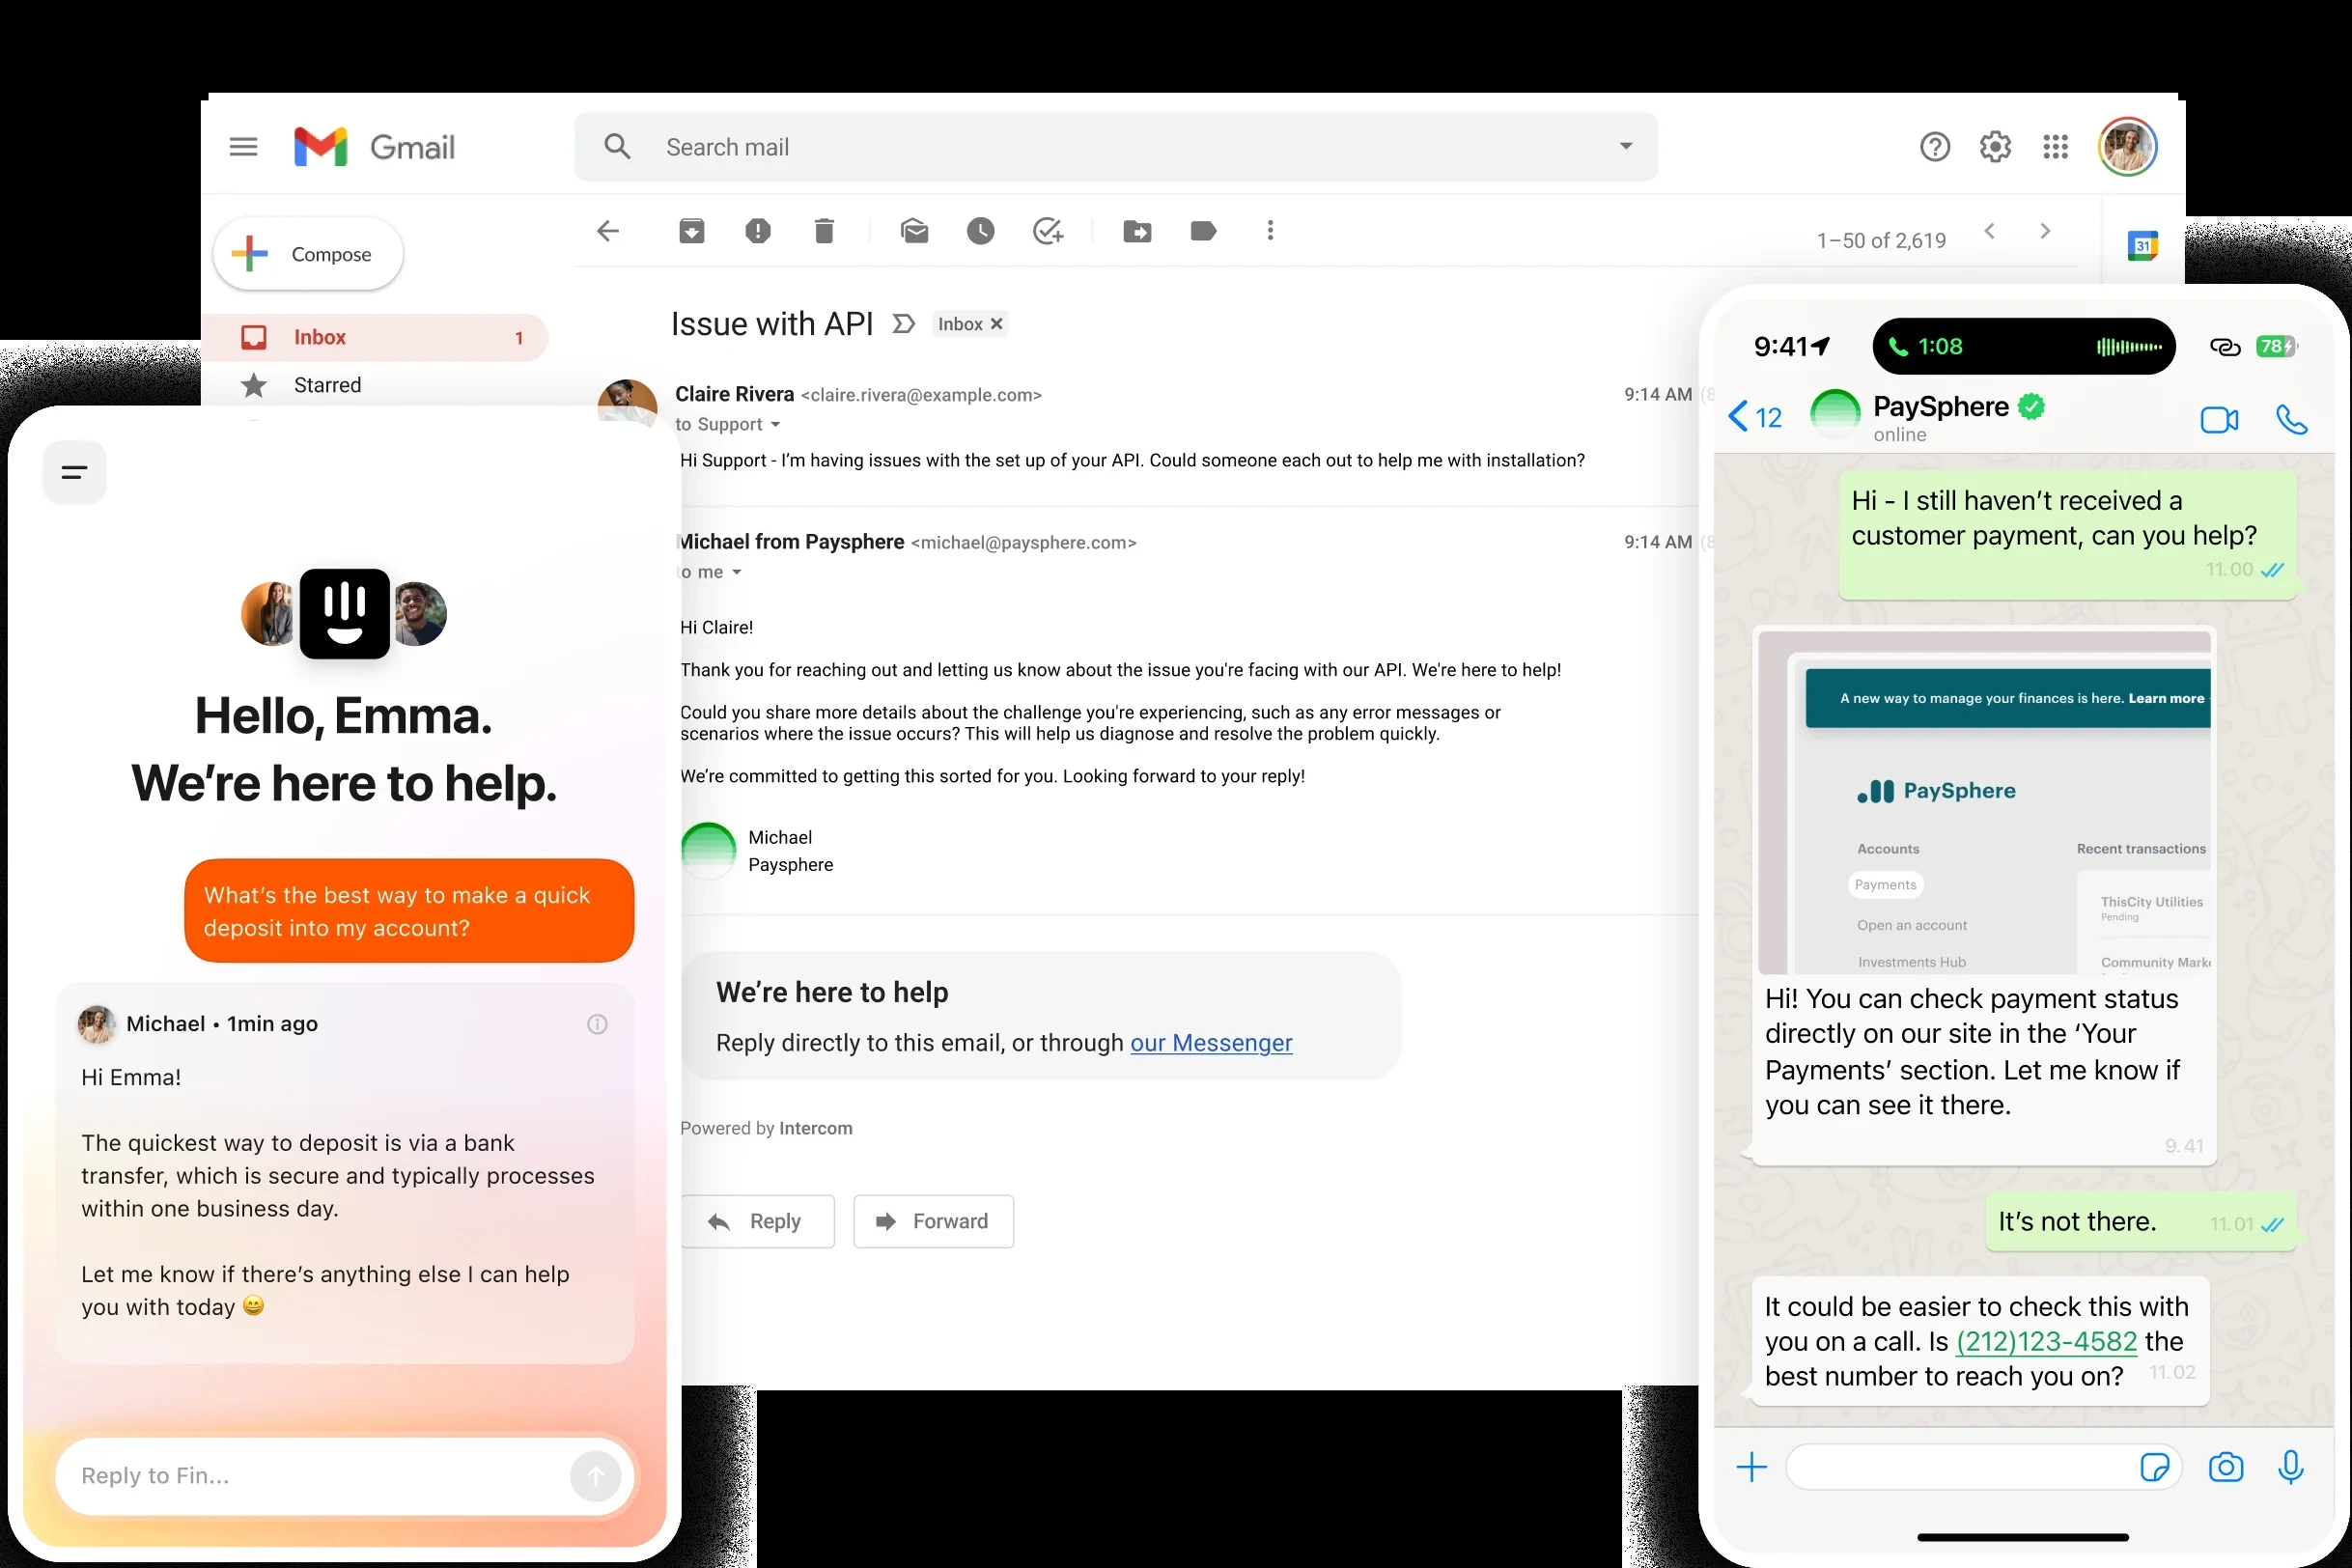 Gmail
Search mail
Compose
1–50 of 2,619
31
Inbox 1
Starred
Issue with API
Inbox
Claire Rivera <claire.rivera@example.com>
9:14 AM (8
to Support
Hi Support - I’m having issues with the set up of your API. Could someone each out to help me with installation?
Michael from Paysphere <michael@paysphere.com>
9:14 AM (8
to me
Hi Claire!
Thank you for reaching out and letting us know about the issue you're facing with our API. We're here to help!
Could you share more details about the challenge you're experiencing, such as any error messages or
scenarios where the issue occurs? This will help us diagnose and resolve the problem quickly.
We’re committed to getting this sorted for you. Looking forward to your reply!
Michael
Paysphere
We’re here to help
Reply directly to this email, or through our Messenger
Powered by Intercom
Reply
Forward
Hello, Emma.
We’re here to help.
What’s the best way to make a quick
deposit into my account?
Michael • 1min ago
Hi Emma!
The quickest way to deposit is via a bank
transfer, which is secure and typically processes
within one business day.
Let me know if there’s anything else I can help
you with today 😄
Reply to Fin...
9:41
1:08
78
12
PaySphere
online
Hi - I still haven’t received a
customer payment, can you help?
11.00
A new way to manage your finances is here. Learn more
PaySphere
Accounts
Recent transactions
Payments
ThisCity Utilities
Pending
Open an account
Investments Hub
Community Mark
Hi! You can check payment status
directly on our site in the ‘Your
Payments’ section. Let me know if
you can see it there.
9.41
It’s not there.
11.01
It could be easier to check this with
you on a call. Is (212)123-4582 the
best number to reach you on?
11.02